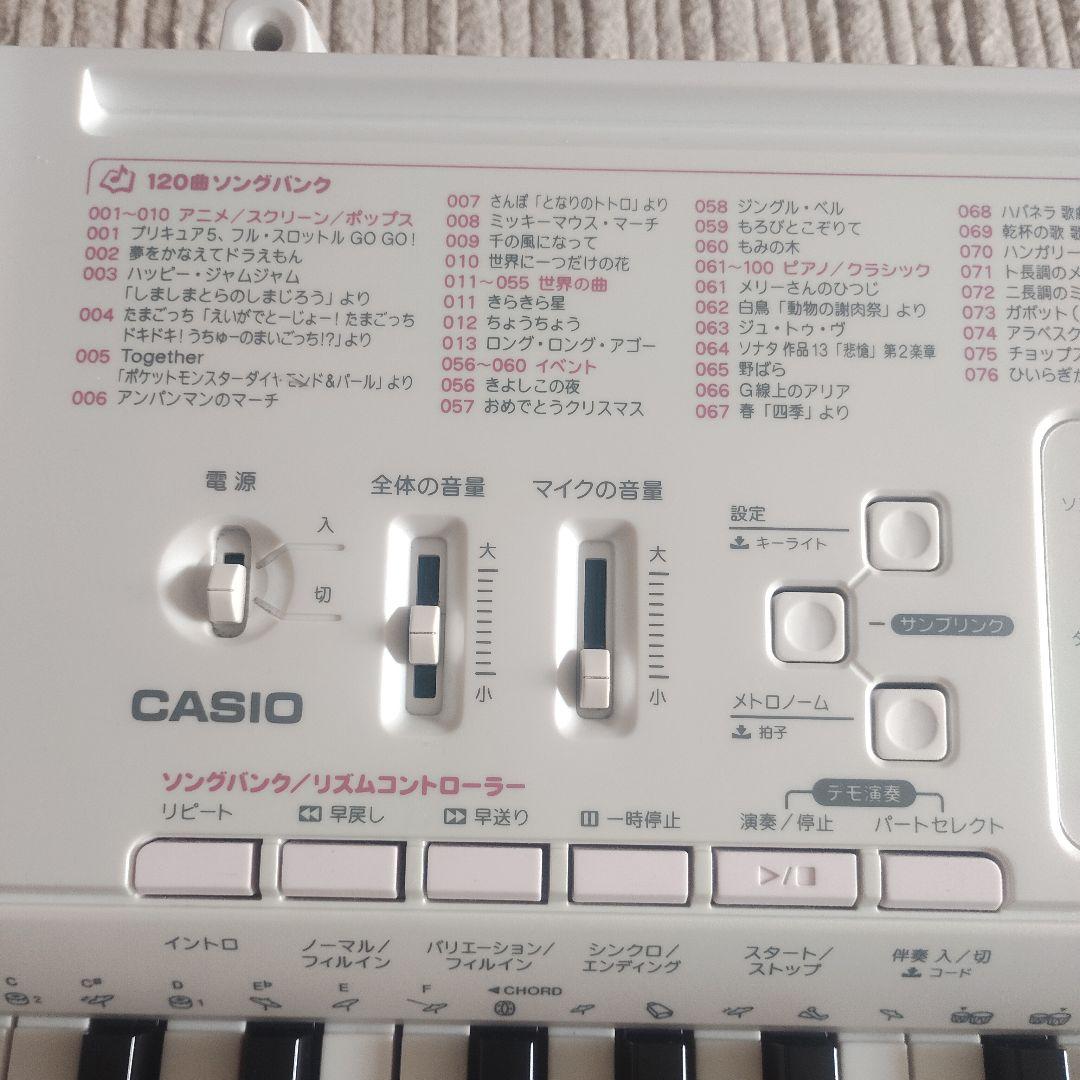 120曲ソングバンク
001〜010 アニメ／スクリーン／ポップス
001 プリキュア5、フル・スロットル GO GO!
002 夢をかなえてドラえもん
003 ハッピー・ジャムジャム
「しましまとらのしまじろう」より
004 たまごっち「えいがでとーじょー！たまごっち
ドキドキ！うちゅーのまいごっち!?」より
005 Together
「ポケットモンスターダイヤモンド&パール」より
006 アンパンマンのマーチ
007 さんぽ「となりのトトロ」より
008 ミッキーマウス・マーチ
009 千の風になって
010 世界に一つだけの花
011〜055 世界の曲
011 きらきら星
012 ちょうちょう
013 ロング・ロング・アゴー
056〜060 イベント
056 きよしこの夜
057 おめでとうクリスマス
058 ジングル・ベル
059 もろびとこぞりて
060 もみの木
061〜100 ピアノ／クラシック
061 メリーさんのひつじ
062 白鳥「動物の謝肉祭」より
063 ジュ・トゥ・ヴ
064 ソナタ 作品13「悲愴」第2楽章
065 野ばら
066 G線上のアリア
067 春「四季」より
068 ハバネラ 歌
069 乾杯の歌 歌
070 ハンガリー
071 ト長調のメ
072 ニ長調のミ
073 ガボット（
074 アラベスク
075 チョップス
076 ひいらぎか
電源
入
切
全体の音量
大
小
マイクの音量
大
小
設定
キーライト
サンプリング
メトロノーム
拍子
CASIO
ソングバンク／リズムコントローラー
デモ演奏
リピート
早戻し
早送り
一時停止
演奏／停止
パートセレクト
イントロ
ノーマル／
フィルイン
バリエーション／
フィルイン
シンクロ／
エンディング
スタート／
ストップ
伴奏 入／切
コード
C C# D E♭ E F ◀CHORD
2 1